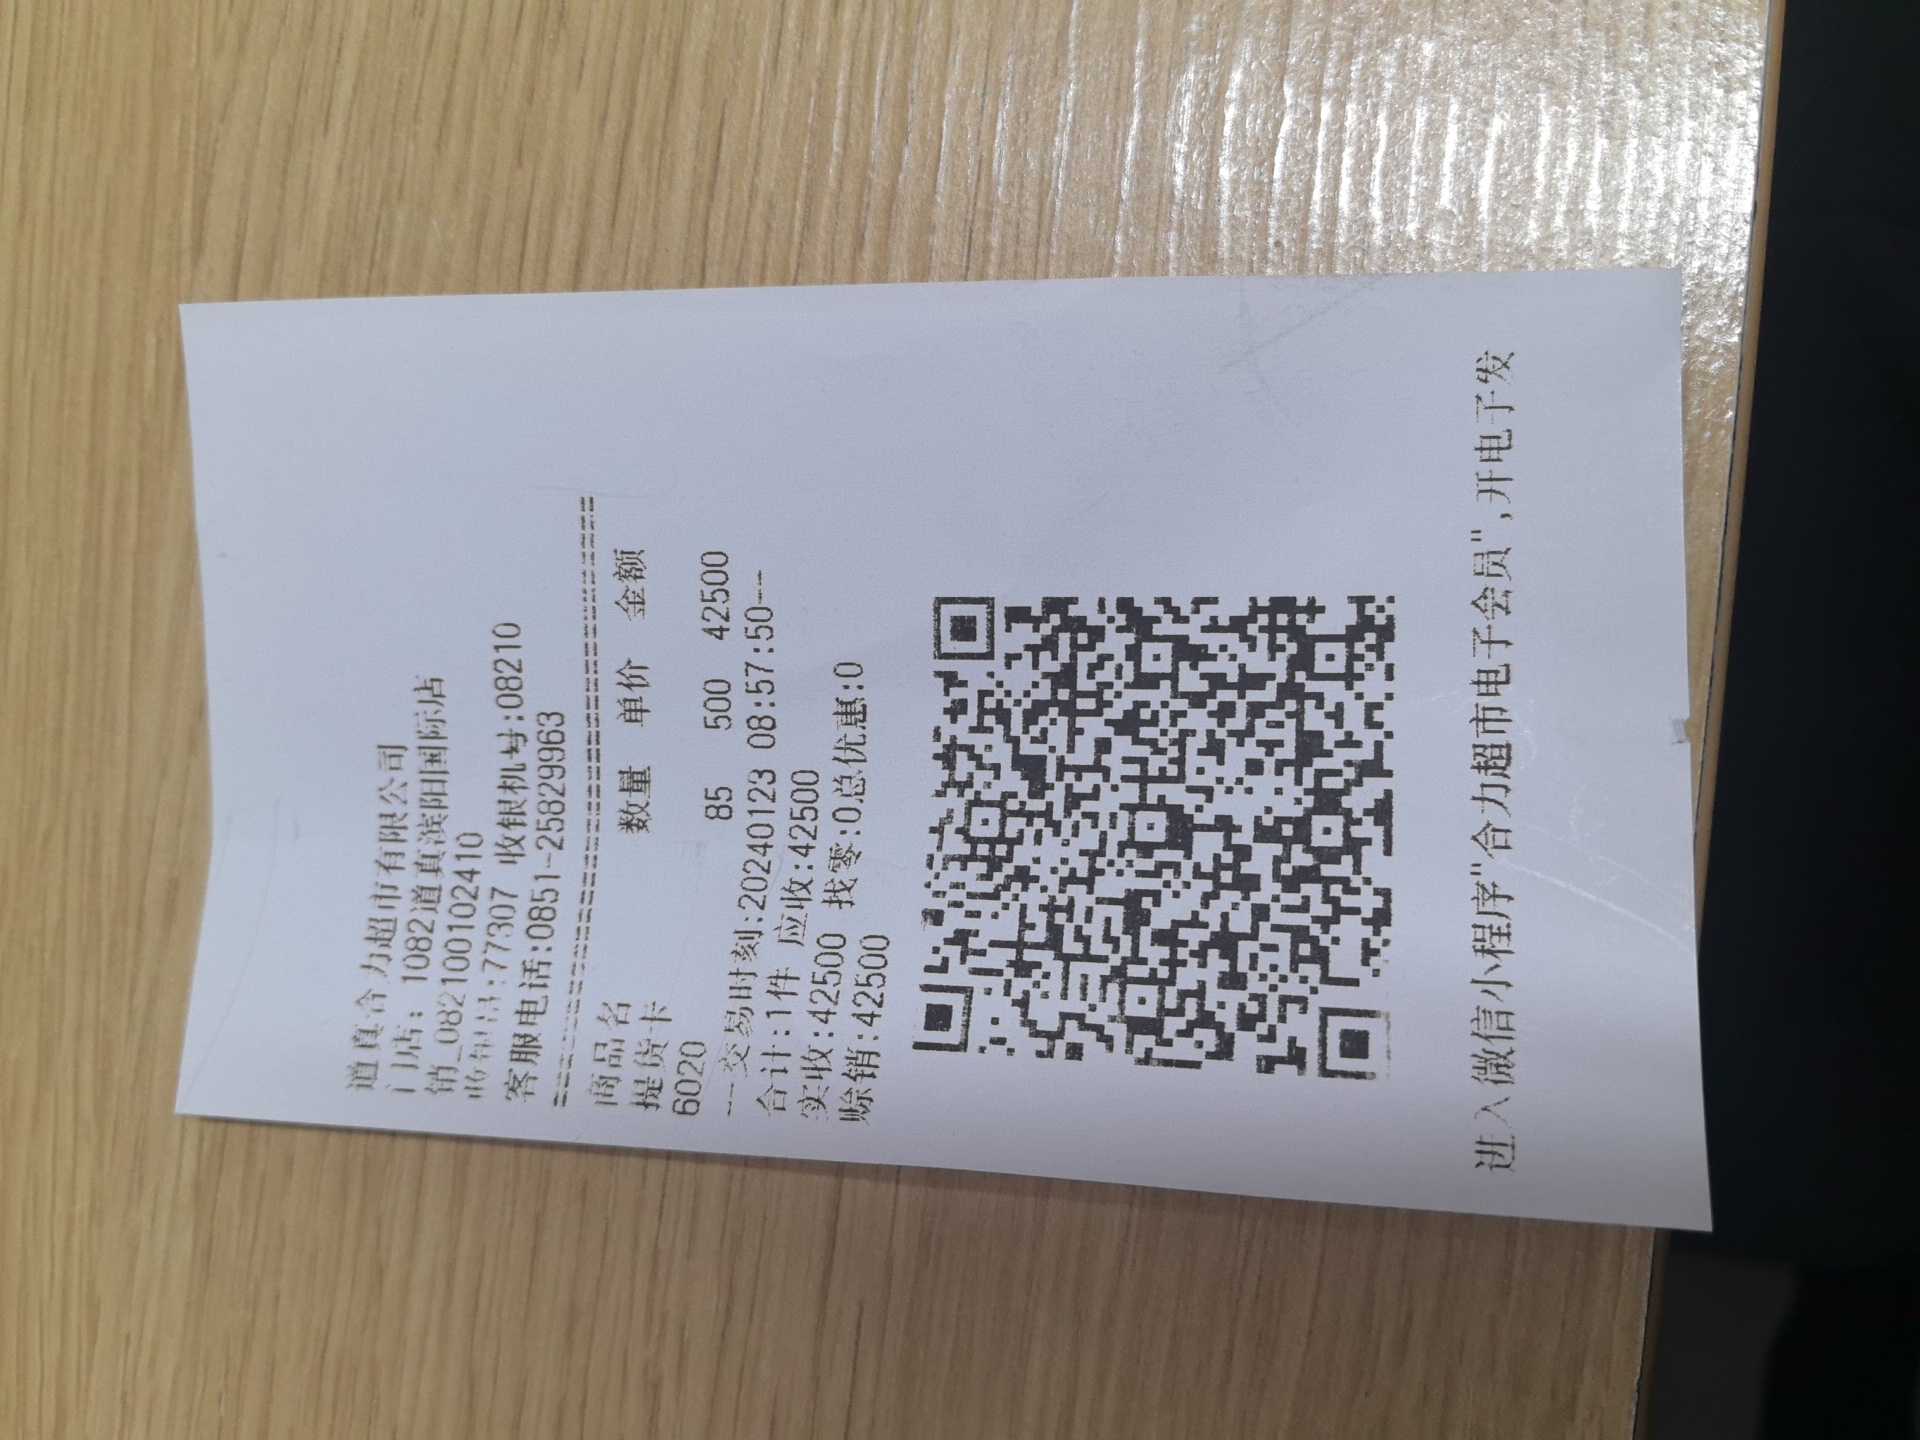 道真合力超市有限公司
门店: 1082道真滨阳国际店
销_082100102410
收银员:77307 收银机号:08210
客服电话:0851-25829963
商品名 数量 单价 金额
提货卡
6020 85 500 42500
---交易时刻:20240123 08:57:50---
合计:1件 应收:42500
实收:42500 找零:0总优惠:0
赊销:42500
进入微信小程序"合力超市电子会员",开电子发